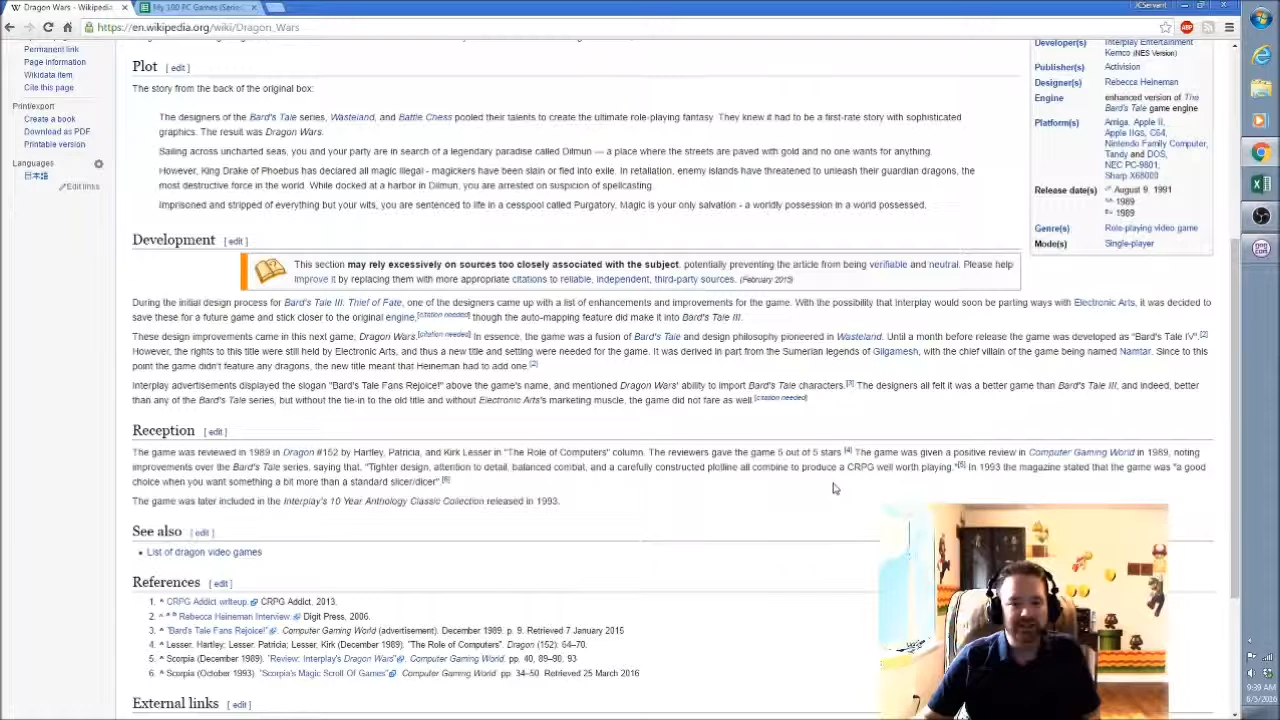 Dragon Wars - Wikipedia
My 100 PC Games (Series
JCServant
https://en.wikipedia.org/wiki/Dragon_Wars
Permanent link
Page information
Wikidata item
Cite this page
Print/export
Create a book
Download as PDF
Printable version
Languages
日本語
Edit links
Plot [ edit ]
The story from the back of the original box:
The designers of the Bard's Tale series, Wasteland, and Battle Chess pooled their talents to create the ultimate role-playing fantasy. They knew it had to be a first-rate story with sophisticated
graphics. The result was Dragon Wars.
Sailing across uncharted seas, you and your party are in search of a legendary paradise called Dilmun — a place where the streets are paved with gold and no one wants for anything.
However, King Drake of Phoebus has declared all magic illegal - magickers have been slain or fled into exile. In retaliation, enemy islands have threatened to unleash their guardian dragons, the
most destructive force in the world. While docked at a harbor in Dilmun, you are arrested on suspicion of spellcasting.
Imprisoned and stripped of everything but your wits, you are sentenced to life in a cesspool called Purgatory. Magic is your only salvation - a worldly possession in a world possessed.
Developer(s) Interplay Entertainment
Kemco (NES Version)
Publisher(s) Activision
Designer(s) Rebecca Heineman
Engine enhanced version of The
Bard's Tale game engine
Platform(s) Amiga, Apple II,
Apple IIGS, C64,
Nintendo Family Computer,
Tandy and DOS,
NEC PC-9801,
Sharp X68000
Release date(s) JP August 9, 1991
NA 1989
EU 1989
Genre(s) Role-playing video game
Mode(s) Single-player
Development [ edit ]
This section may rely excessively on sources too closely associated with the subject, potentially preventing the article from being verifiable and neutral. Please help
improve it by replacing them with more appropriate citations to reliable, independent, third-party sources. (February 2015)
During the initial design process for Bard's Tale III: Thief of Fate, one of the designers came up with a list of enhancements and improvements for the game. With the possibility that Interplay would soon be parting ways with Electronic Arts, it was decided to
save these for a future game and stick closer to the original engine,[citation needed] though the auto-mapping feature did make it into Bard's Tale III.
These design improvements came in this next game, Dragon Wars.[citation needed] In essence, the game was a fusion of Bard's Tale and design philosophy pioneered in Wasteland. Until a month before release the game was developed as "Bard's Tale IV".[2]
However, the rights to this title were still held by Electronic Arts, and thus a new title and setting were needed for the game. It was derived in part from the Sumerian legends of Gilgamesh, with the chief villain of the game being named Namtar. Since to this
point the game didn't feature any dragons, the new title meant that Heineman had to add one.[2]
Interplay advertisements displayed the slogan "Bard's Tale Fans Rejoice!" above the game's name, and mentioned Dragon Wars' ability to import Bard's Tale characters.[3] The designers all felt it was a better game than Bard's Tale III, and indeed, better
than any of the Bard's Tale series, but without the tie-in to the old title and without Electronic Arts's marketing muscle, the game did not fare as well.[citation needed]
Reception [ edit ]
The game was reviewed in 1989 in Dragon #152 by Hartley, Patricia, and Kirk Lesser in "The Role of Computers" column. The reviewers gave the game 5 out of 5 stars.[4] The game was given a positive review in Computer Gaming World in 1989, noting
improvements over the Bard's Tale series, saying that, "Tighter design, attention to detail, balanced combat, and a carefully constructed plotline all combine to produce a CRPG well worth playing."[5] In 1993 the magazine stated that the game was "a good
choice when you want something a bit more than a standard slicer/dicer".[6]
The game was later included in the Interplay's 10 Year Anthology Classic Collection released in 1993.
See also [ edit ]
• List of dragon video games
References [ edit ]
1. ^ CRPG Addict writeup, CRPG Addict, 2013.
2. ^ a b Rebecca Heineman Interview, Digit Press, 2006.
3. ^ "Bard's Tale Fans Rejoice!". Computer Gaming World (advertisement). December 1989. p. 9. Retrieved 7 January 2016
4. ^ Lesser, Hartley; Lesser, Patricia; Lesser, Kirk (December 1989). "The Role of Computers". Dragon (152): 64–70.
5. ^ Scorpia (December 1989). "Review: Interplay's Dragon Wars". Computer Gaming World. pp. 40, 89–90, 93
6. ^ Scorpia (October 1993). "Scorpia's Magic Scroll Of Games". Computer Gaming World. pp. 34–50. Retrieved 25 March 2016
External links [ edit ]
9:39 AM
8/5/2016